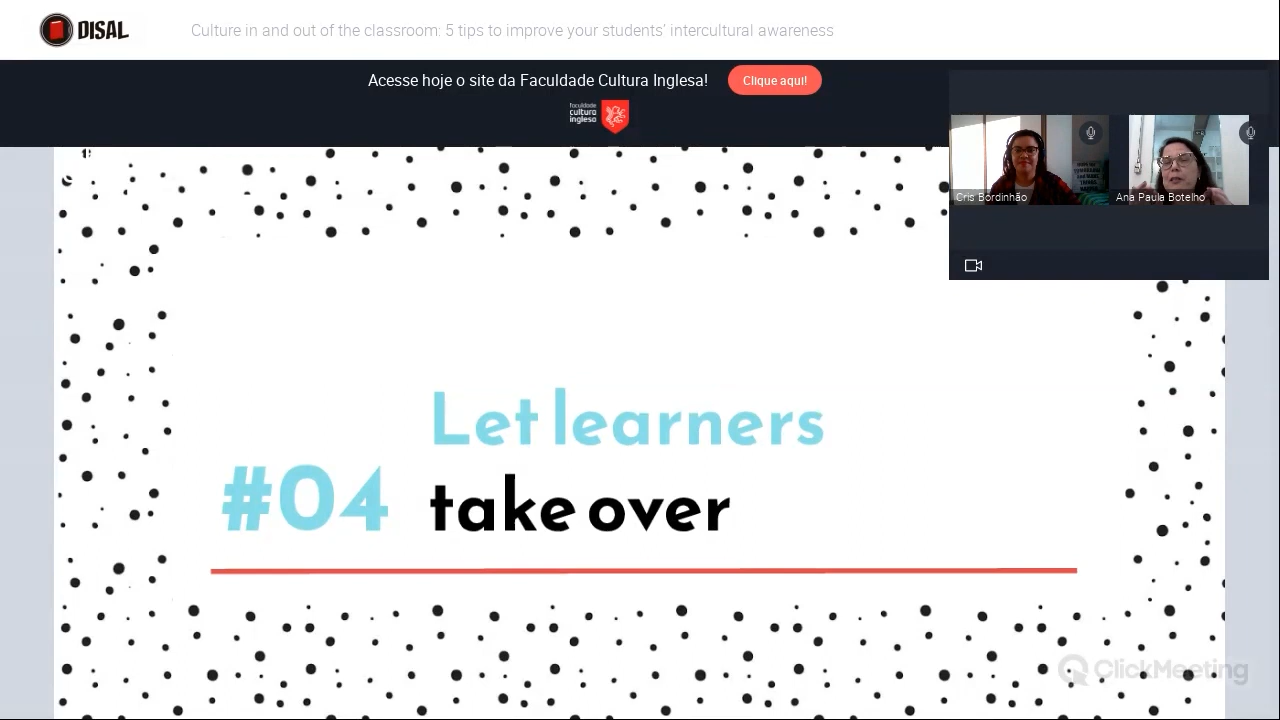 DISAL
Culture in and out of the classroom: 5 tips to improve your students' intercultural awareness
Acesse hoje o site da Faculdade Cultura Inglesa!
Clique aqui!
faculdade
cultura
inglesa
Cris Bordinhão
Ana Paula Botelho
Let learners
#04 take over
ClickMeeting